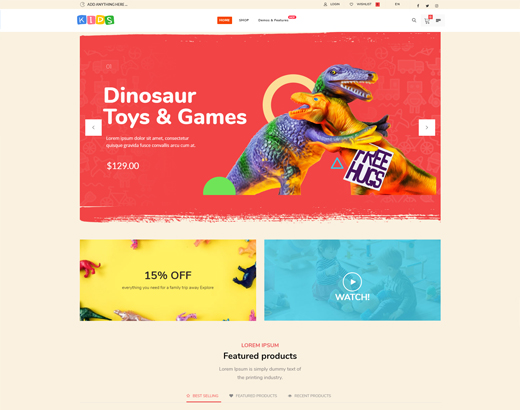 ADD ANYTHING HERE ...
LOGIN
WISHLIST
EN
KIDS
HOME
SHOP
Demos & Features
Dinosaur
Toys & Games
Lorem ipsum dolor sit amet, consectetur
quisque gravida fusce convallis arcu cum at,
$129.00
FREE
HUGS
15% OFF
everything you need for a family trip away Explore
WATCH!
LOREM IPSUM
Featured products
Lorem Ipsum is simply dummy text of
the printing industry.
BEST SELLING
FEATURED PRODUCTS
RECENT PRODUCTS